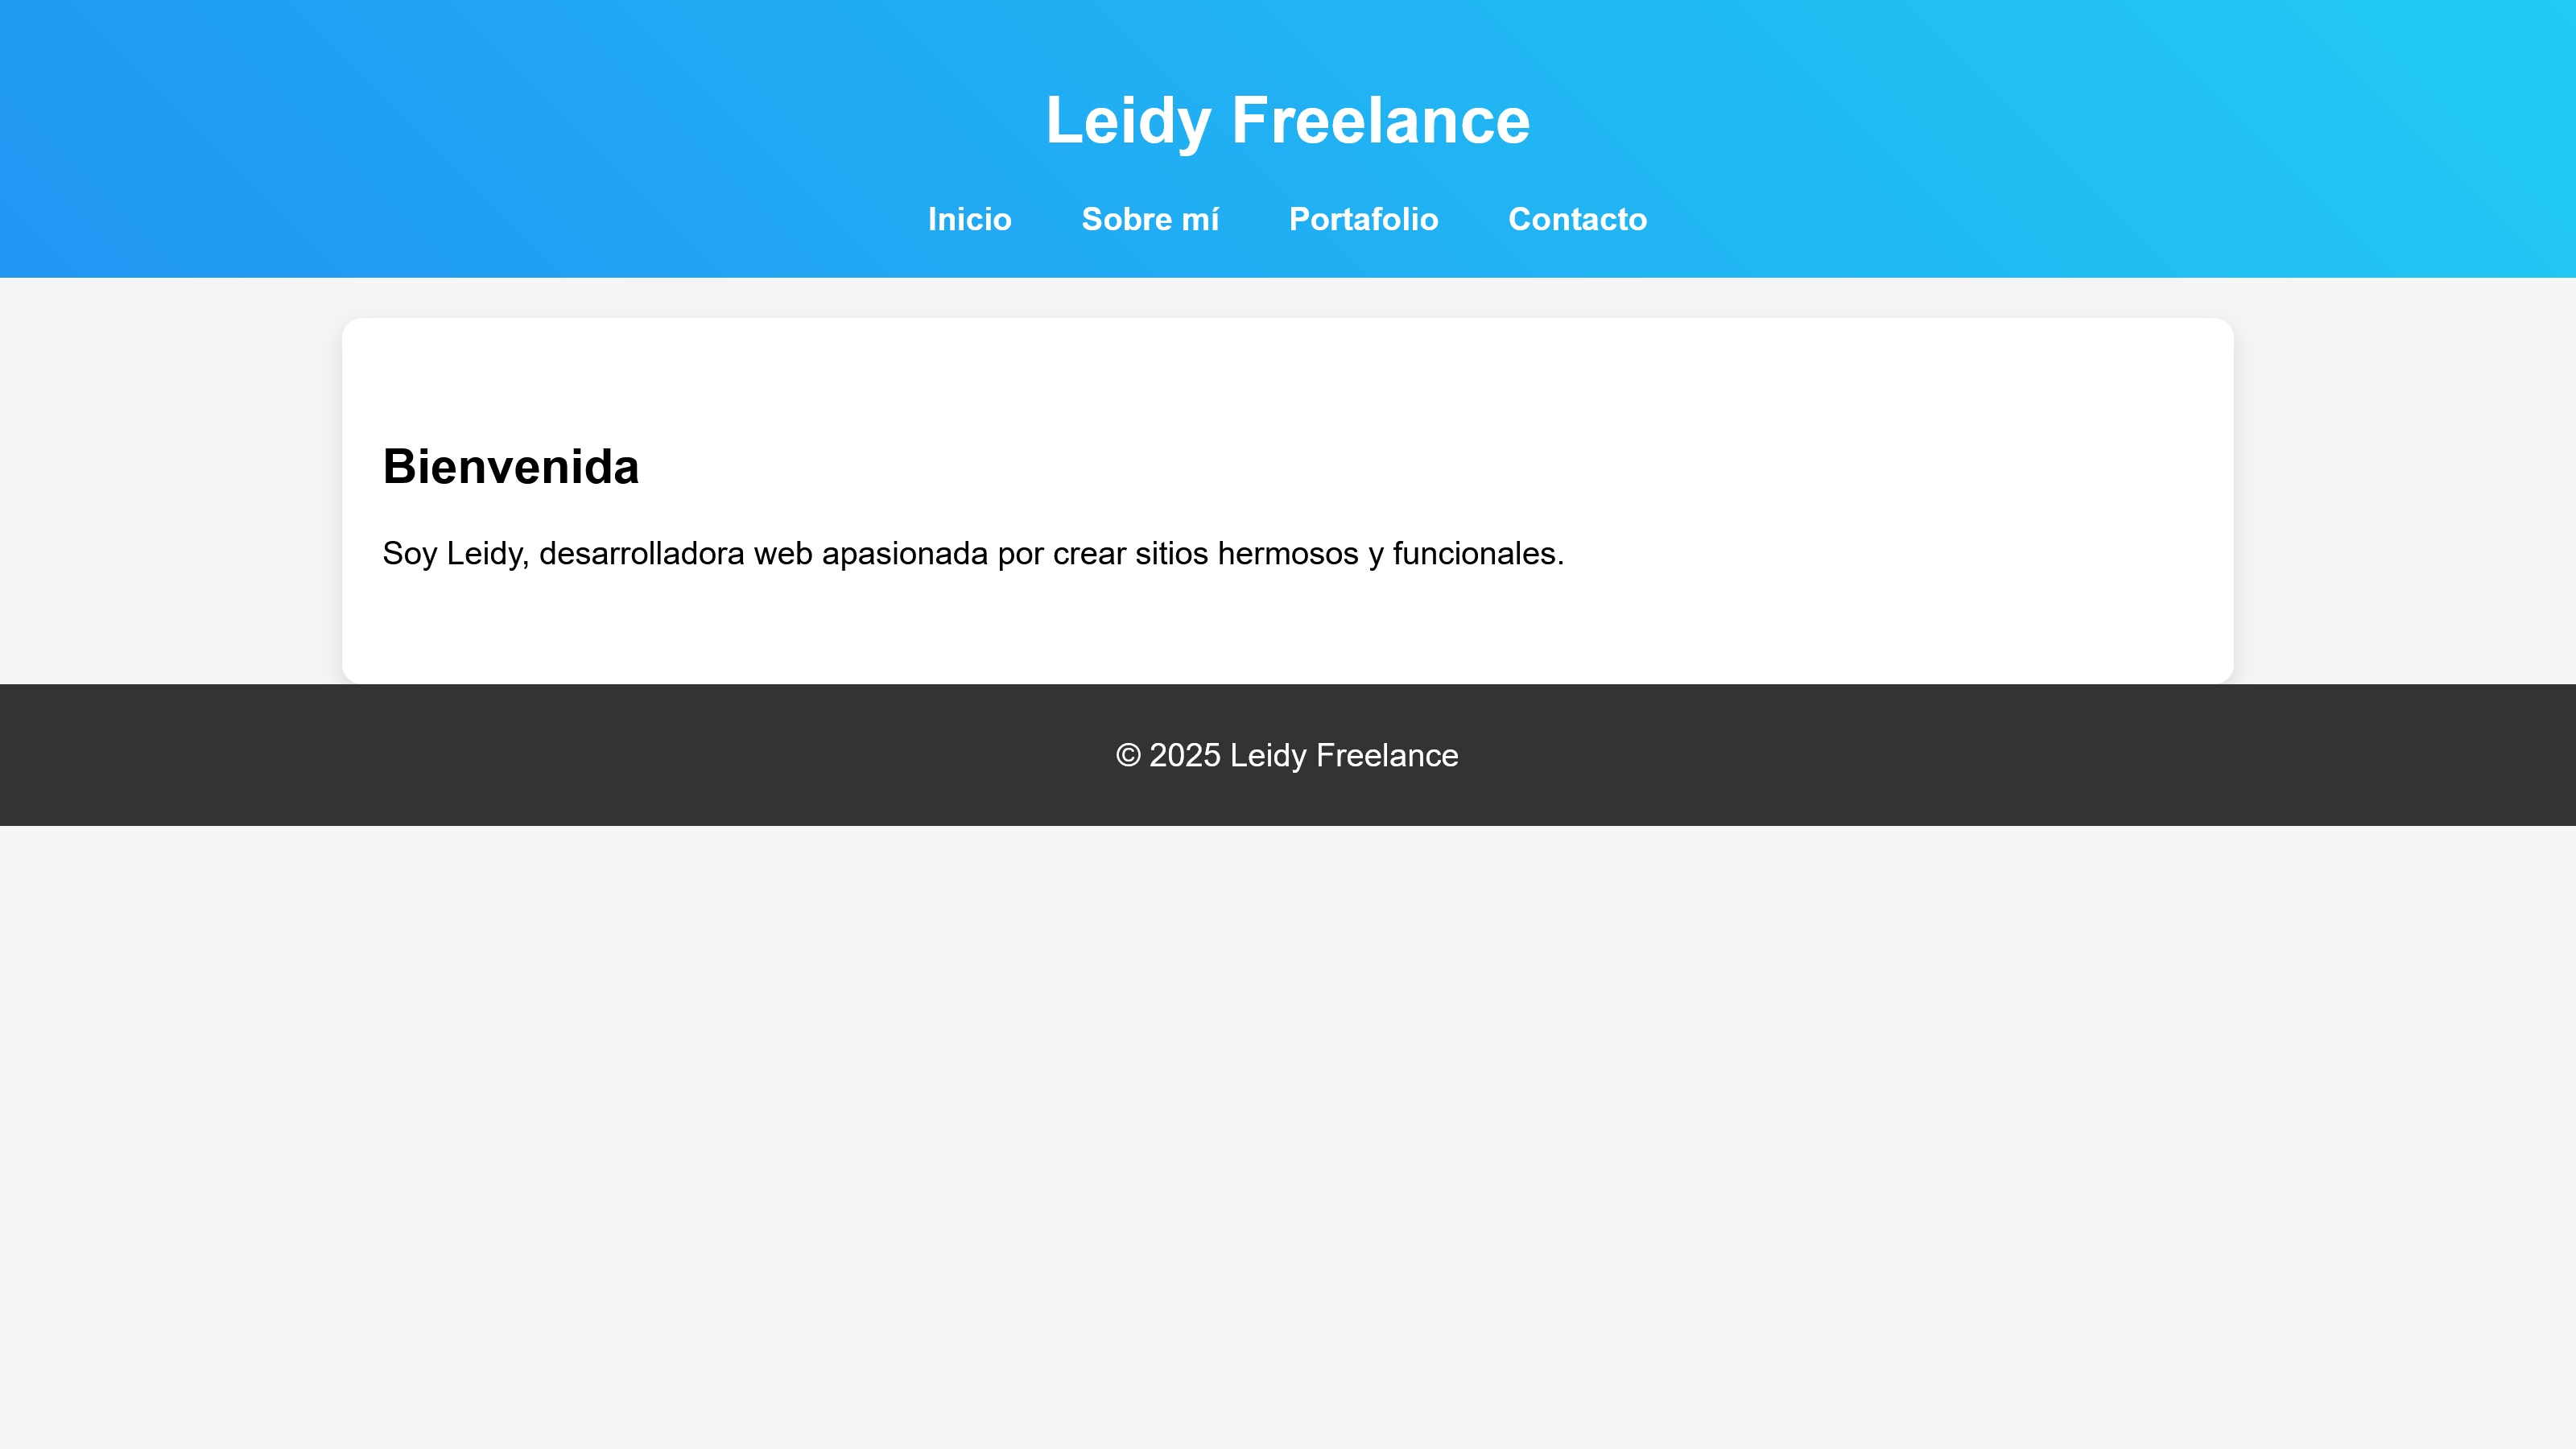 Leidy Freelance
Inicio Sobre mí Portafolio Contacto
Bienvenida
Soy Leidy, desarrolladora web apasionada por crear sitios hermosos y funcionales.
© 2025 Leidy Freelance